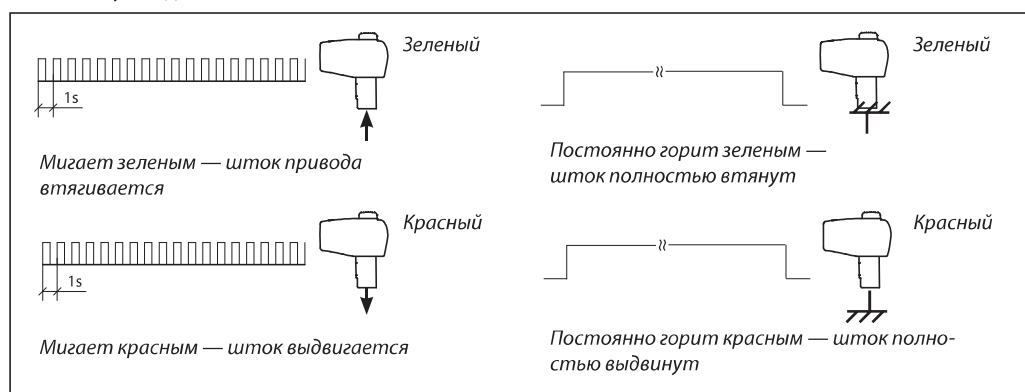 Зеленый
1s
Мигает зеленым — шток привода
втягивается
Зеленый
Постоянно горит зеленым —
шток полностью втянут
Красный
1s
Мигает красным — шток выдвигается
Красный
Постоянно горит красным — шток полно-
стью выдвинут